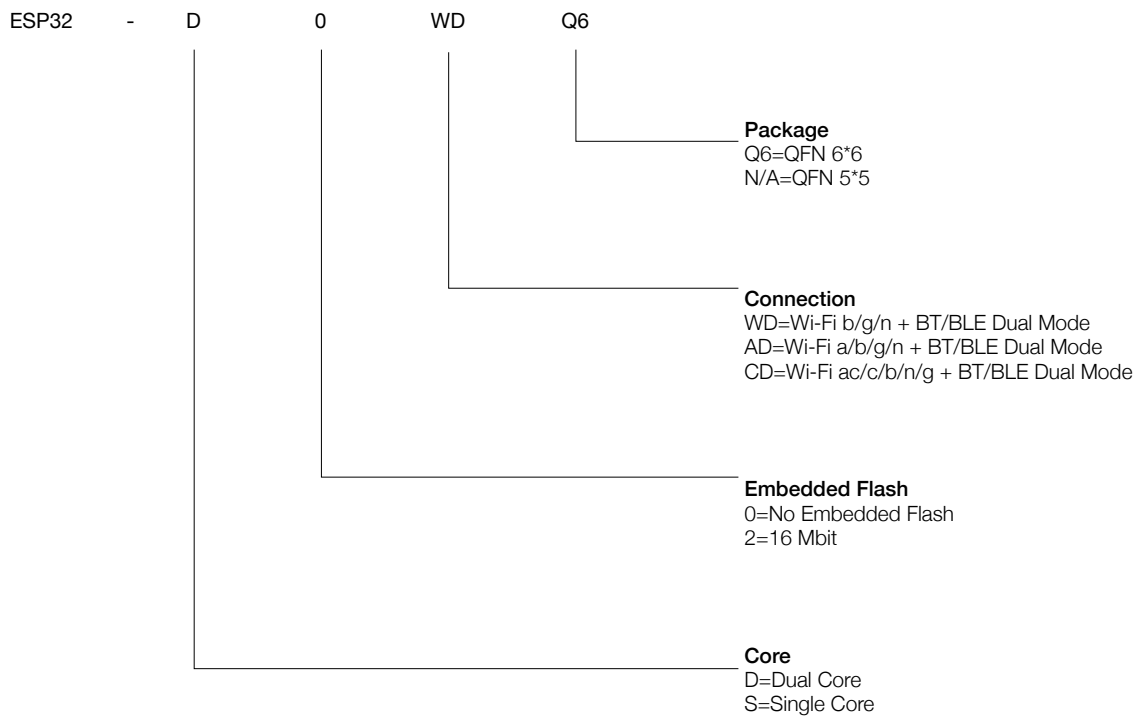 ESP32 - D 0 WD Q6
Package
Q6=QFN 6*6
N/A=QFN 5*5
Connection
WD=Wi-Fi b/g/n + BT/BLE Dual Mode
AD=Wi-Fi a/b/g/n + BT/BLE Dual Mode
CD=Wi-Fi ac/c/b/n/g + BT/BLE Dual Mode
Embedded Flash
0=No Embedded Flash
2=16 Mbit
Core
D=Dual Core
S=Single Core